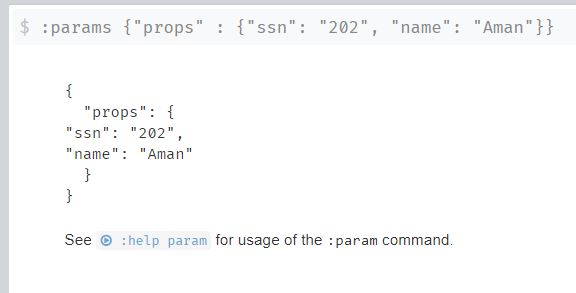 $ :params {"props" : {"ssn": "202", "name": "Aman"}}
{
"props": {
"ssn": "202",
"name": "Aman"
}
}
See :help param for usage of the :param command.